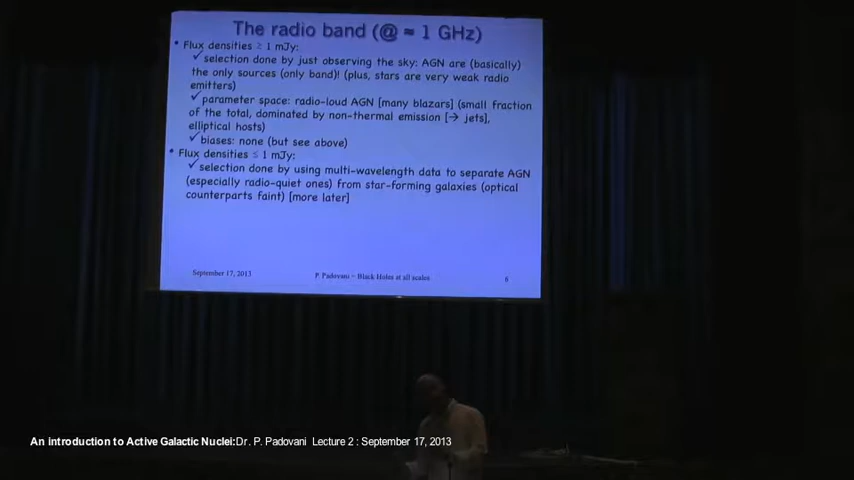 The radio band (@ ≈ 1 GHz)
• Flux densities ≥ 1 mJy:
✓selection done by just observing the sky: AGN are (basically)
the only sources (only band)! (plus, stars are very weak radio
emitters)
✓parameter space: radio-loud AGN [many blazars] (small fraction
of the total, dominated by non-thermal emission [→ jets],
elliptical hosts)
✓biases: none (but see above)
• Flux densities ≤ 1 mJy:
✓selection done by using multi-wavelength data to separate AGN
(especially radio-quiet ones) from star-forming galaxies (optical
counterparts faint) [more later]
September 17, 2013 P. Padovani − Black Holes at all scales 8
An introduction to Active Galactic Nuclei:Dr. P. Padovani Lecture 2 : September 17, 2013